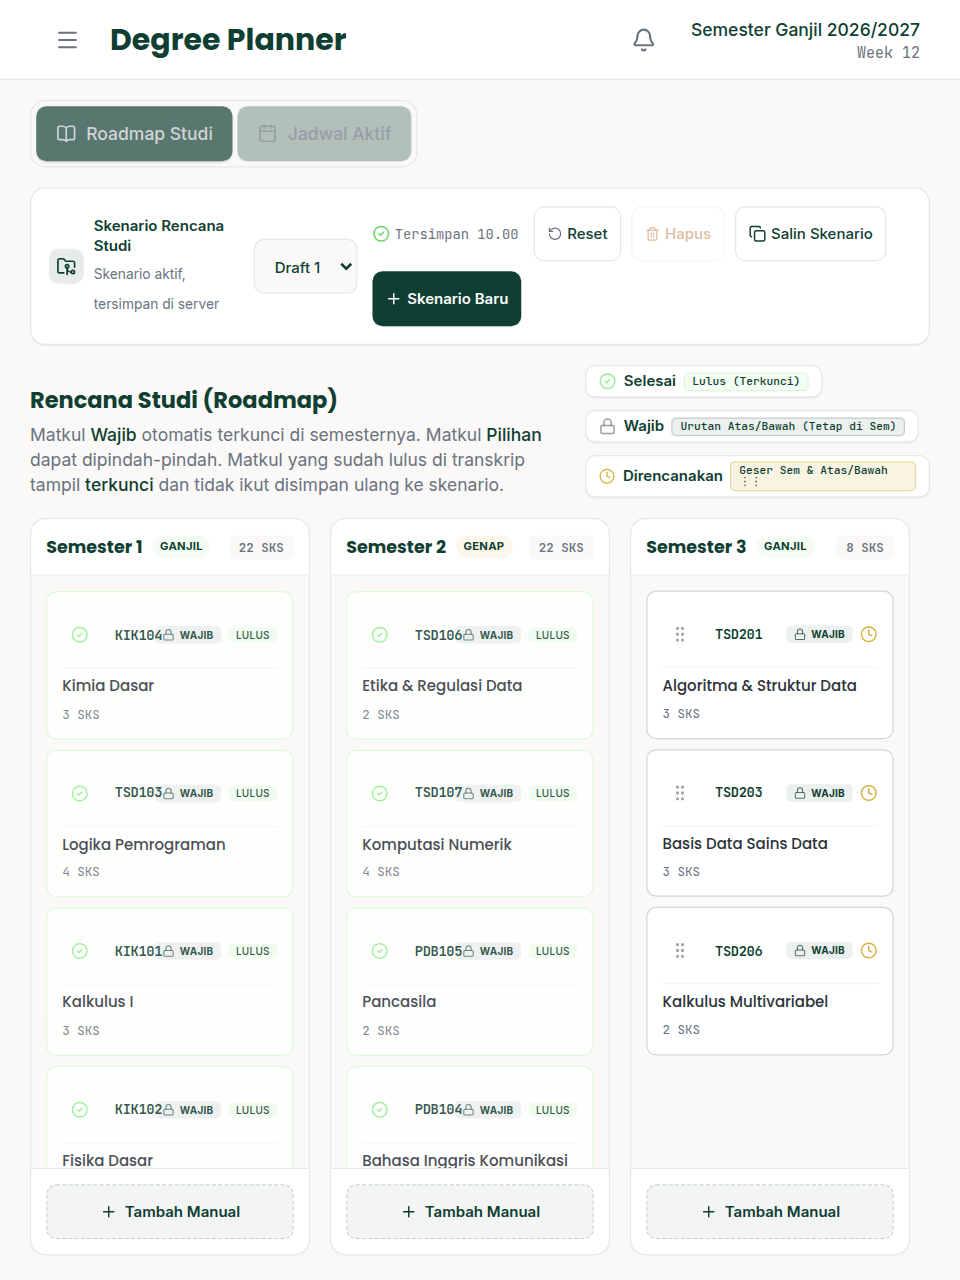 Degree Planner
Semester Ganjil 2026/2027
Week 12
Roadmap Studi
Jadwal Aktif
Skenario Rencana
Studi
Skenario aktif,
tersimpan di server
Draft 1
Tersimpan 10.00
Reset
Hapus
Salin Skenario
+ Skenario Baru
Rencana Studi (Roadmap)
Matkul Wajib otomatis terkunci di semesternya. Matkul Pilihan
dapat dipindah-pindah. Matkul yang sudah lulus di transkrip
tampil terkunci dan tidak ikut disimpan ulang ke skenario.
Selesai Lulus (Terkunci)
Wajib Urutan Atas/Bawah (Tetap di Sem)
Direncanakan Geser Sem & Atas/Bawah
⋮⋮
Semester 1 GANJIL 22 SKS
KIK104 WAJIB LULUS
Kimia Dasar
3 SKS
TSD103 WAJIB LULUS
Logika Pemrograman
4 SKS
KIK101 WAJIB LULUS
Kalkulus I
3 SKS
KIK102 WAJIB LULUS
Fisika Dasar
+ Tambah Manual
Semester 2 GENAP 22 SKS
TSD106 WAJIB LULUS
Etika & Regulasi Data
2 SKS
TSD107 WAJIB LULUS
Komputasi Numerik
4 SKS
PDB105 WAJIB LULUS
Pancasila
2 SKS
PDB104 WAJIB LULUS
Bahasa Inggris Komunikasi
+ Tambah Manual
Semester 3 GANJIL 8 SKS
TSD201 WAJIB
Algoritma & Struktur Data
3 SKS
TSD203 WAJIB
Basis Data Sains Data
3 SKS
TSD206 WAJIB
Kalkulus Multivariabel
2 SKS
+ Tambah Manual